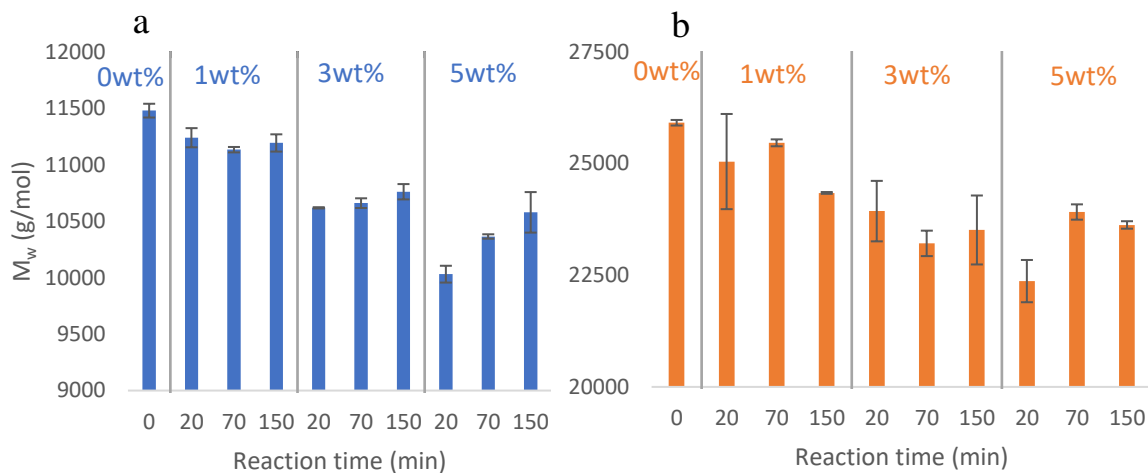 a
12000
11500
11000
10500
10000
9500
9000
M_w (g/mol)
0wt% 1wt% 3wt% 5wt%
0 20 70 150 20 70 150 20 70 150
Reaction time (min)
b
27500
25000
22500
20000
0wt% 1wt% 3wt% 5wt%
0 20 70 150 20 70 150 20 70 150
Reaction time (min)